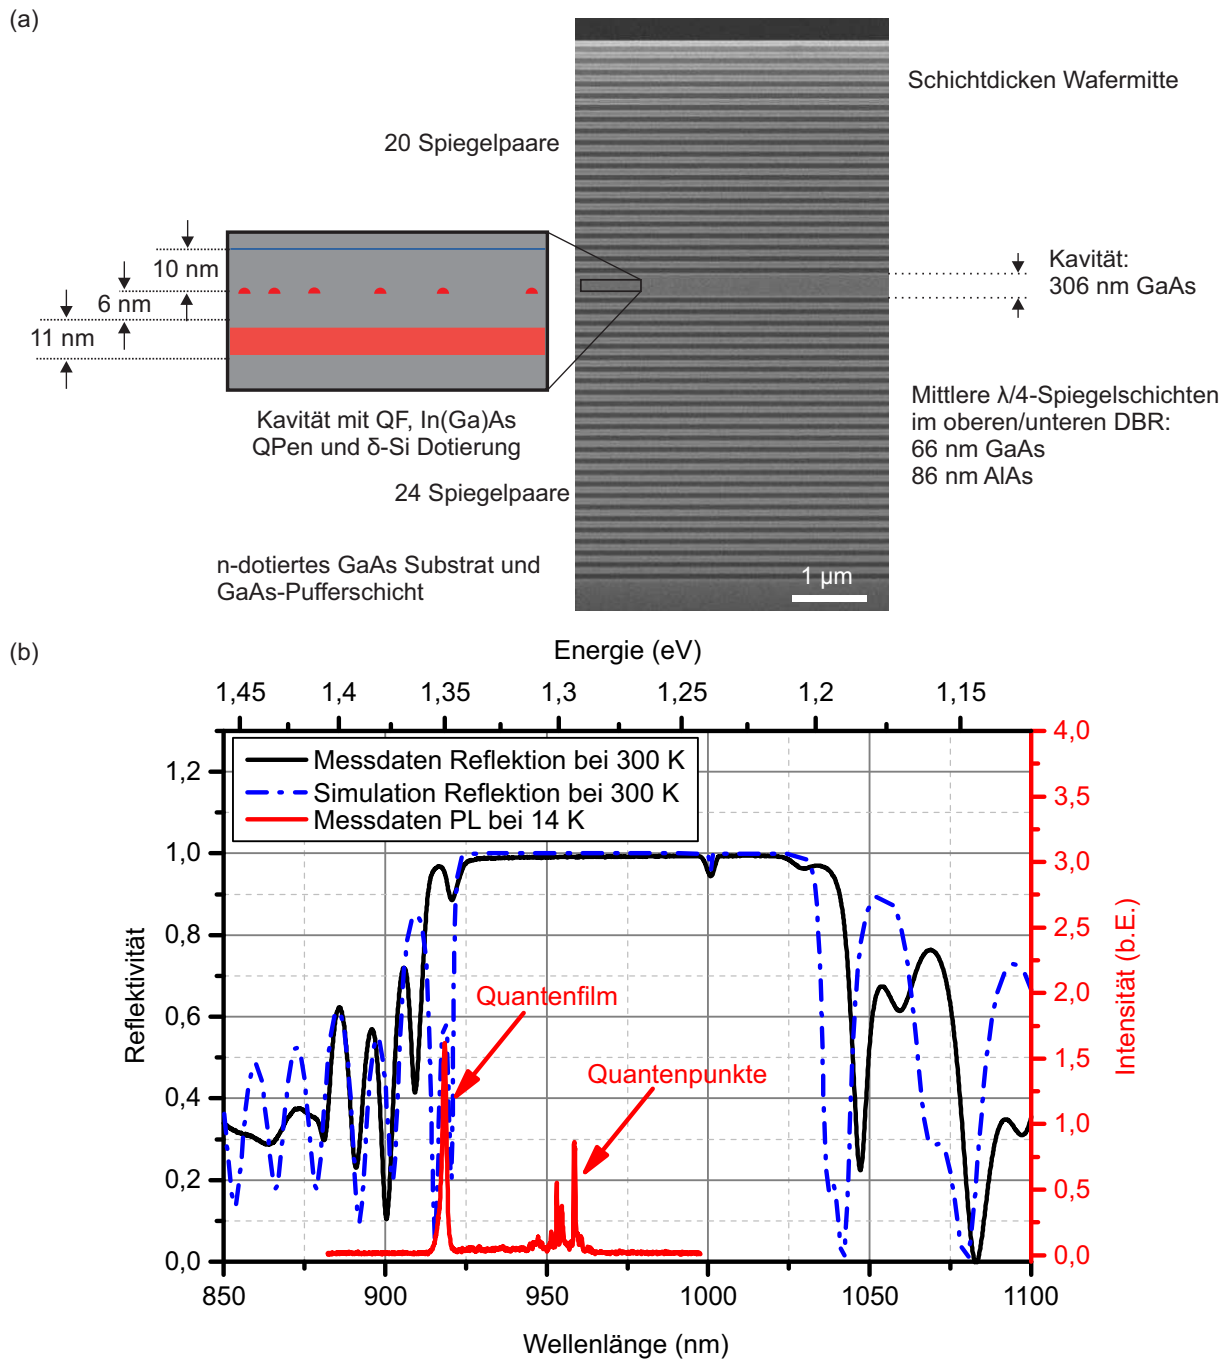 (a)
Schichtdicken Wafermitte
20 Spiegelpaare
10 nm
6 nm
11 nm
Kavität:
306 nm GaAs
Kavität mit QF, In(Ga)As
QPen und δ-Si Dotierung
Mittlere λ/4-Spiegelschichten
im oberen/unteren DBR:
66 nm GaAs
86 nm AlAs
24 Spiegelpaare
n-dotiertes GaAs Substrat und
GaAs-Pufferschicht
1 µm
(b)
Energie (eV)
1,45 1,4 1,35 1,3 1,24 1,2 1,15
Messdaten Reflektion bei 300 K
Simulation Reflektion bei 300 K
Messdaten PL bei 14 K
Quantenfilm
Quantenpunkte
Reflektivität
1,2
1,0
0,8
0,6
0,4
0,2
0,0
Intensität (b.E.)
4,0
3,5
3,0
2,5
2,0
1,5
1,0
0,5
0,0
850 900 950 1000 1050 1100
Wellenlänge (nm)